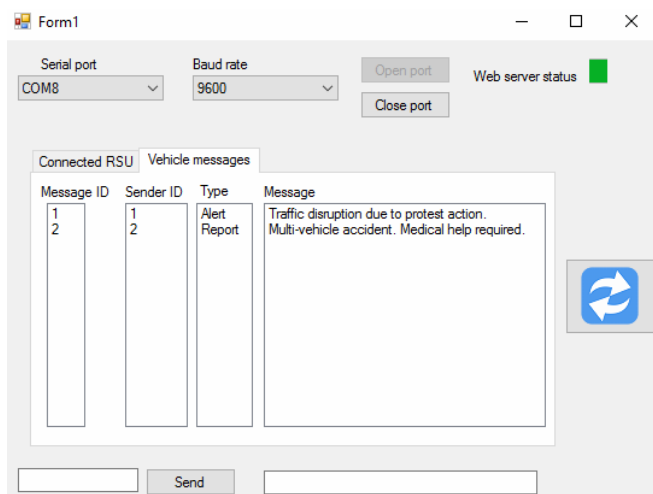 Form1
Serial port Baud rate
Open port Web server status
COM8 9600
Close port
Connected RSU Vehicle messages
Message ID Sender ID Type Message
1 1 Alert Traffic disruption due to protest action.
2 2 Report Multi-vehicle accident. Medical help required.
Send